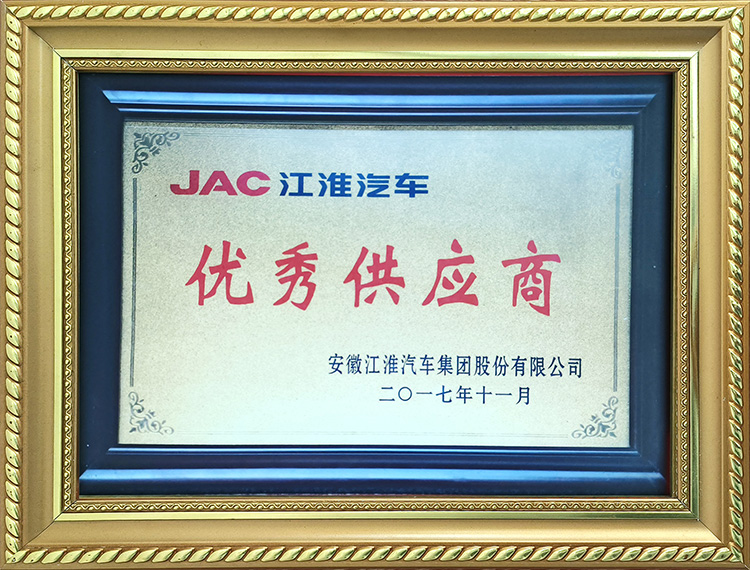 JAC 江淮汽车
优秀供应商
安徽江淮汽车集团股份有限公司
二〇一七年十一月